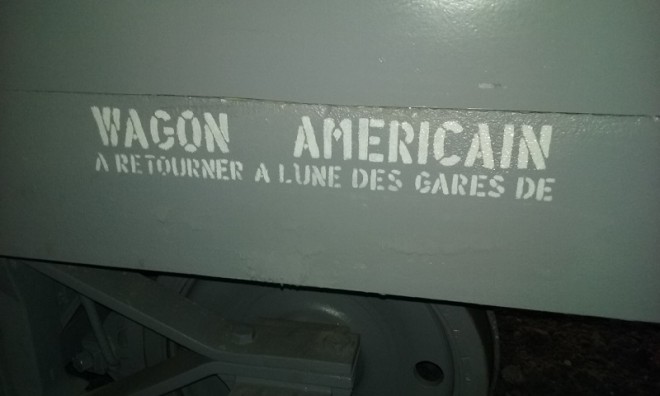 WAGON AMERICAIN
A RETOURNER A LUNE DES GARES DE